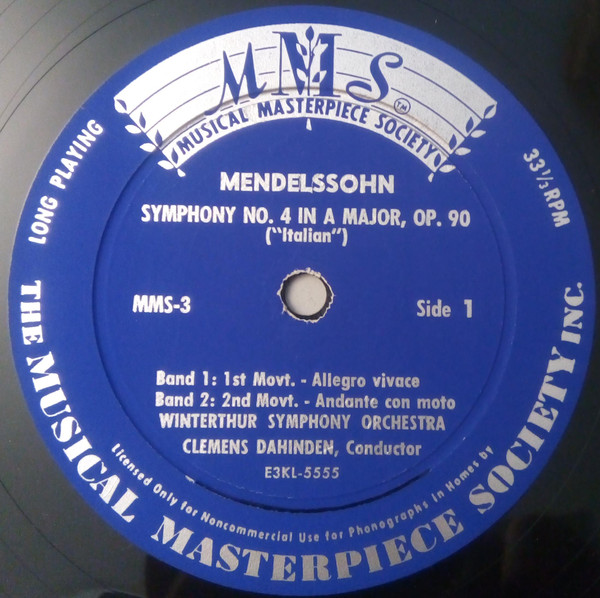 MMS™
MUSICAL MASTERPIECE SOCIETY
LONG PLAYING
33⅓ RPM
MENDELSSOHN
SYMPHONY NO. 4 IN A MAJOR, OP. 90
("Italian")
MMS-3
Side 1
Band 1: 1st Movt. - Allegro vivace
Band 2: 2nd Movt. - Andante con moto
WINTERTHUR SYMPHONY ORCHESTRA
CLEMENS DAHINDEN, Conductor
E3KL-5555
Licensed Only for Noncommercial Use for Phonographs in Homes by
THE MUSICAL MASTERPIECE SOCIETY INC.